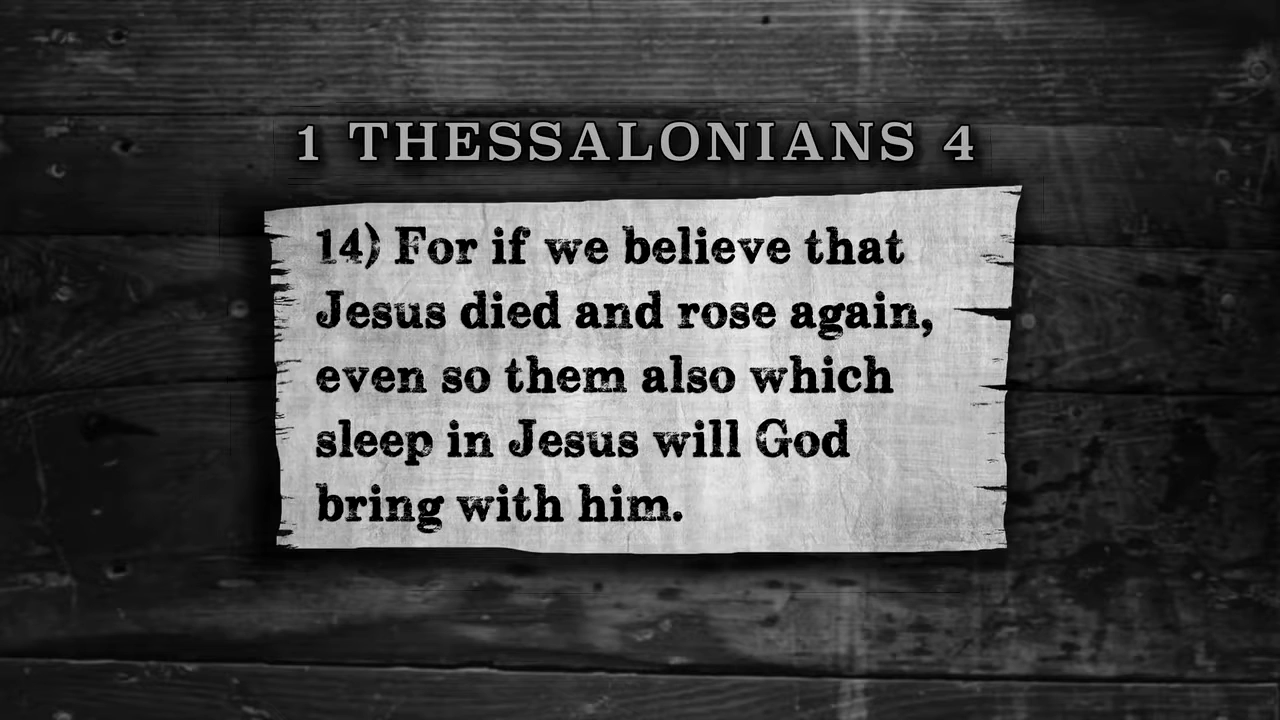 1 THESSALONIANS 4
14) For if we believe that
Jesus died and rose again,
even so them also which
sleep in Jesus will God
bring with him.